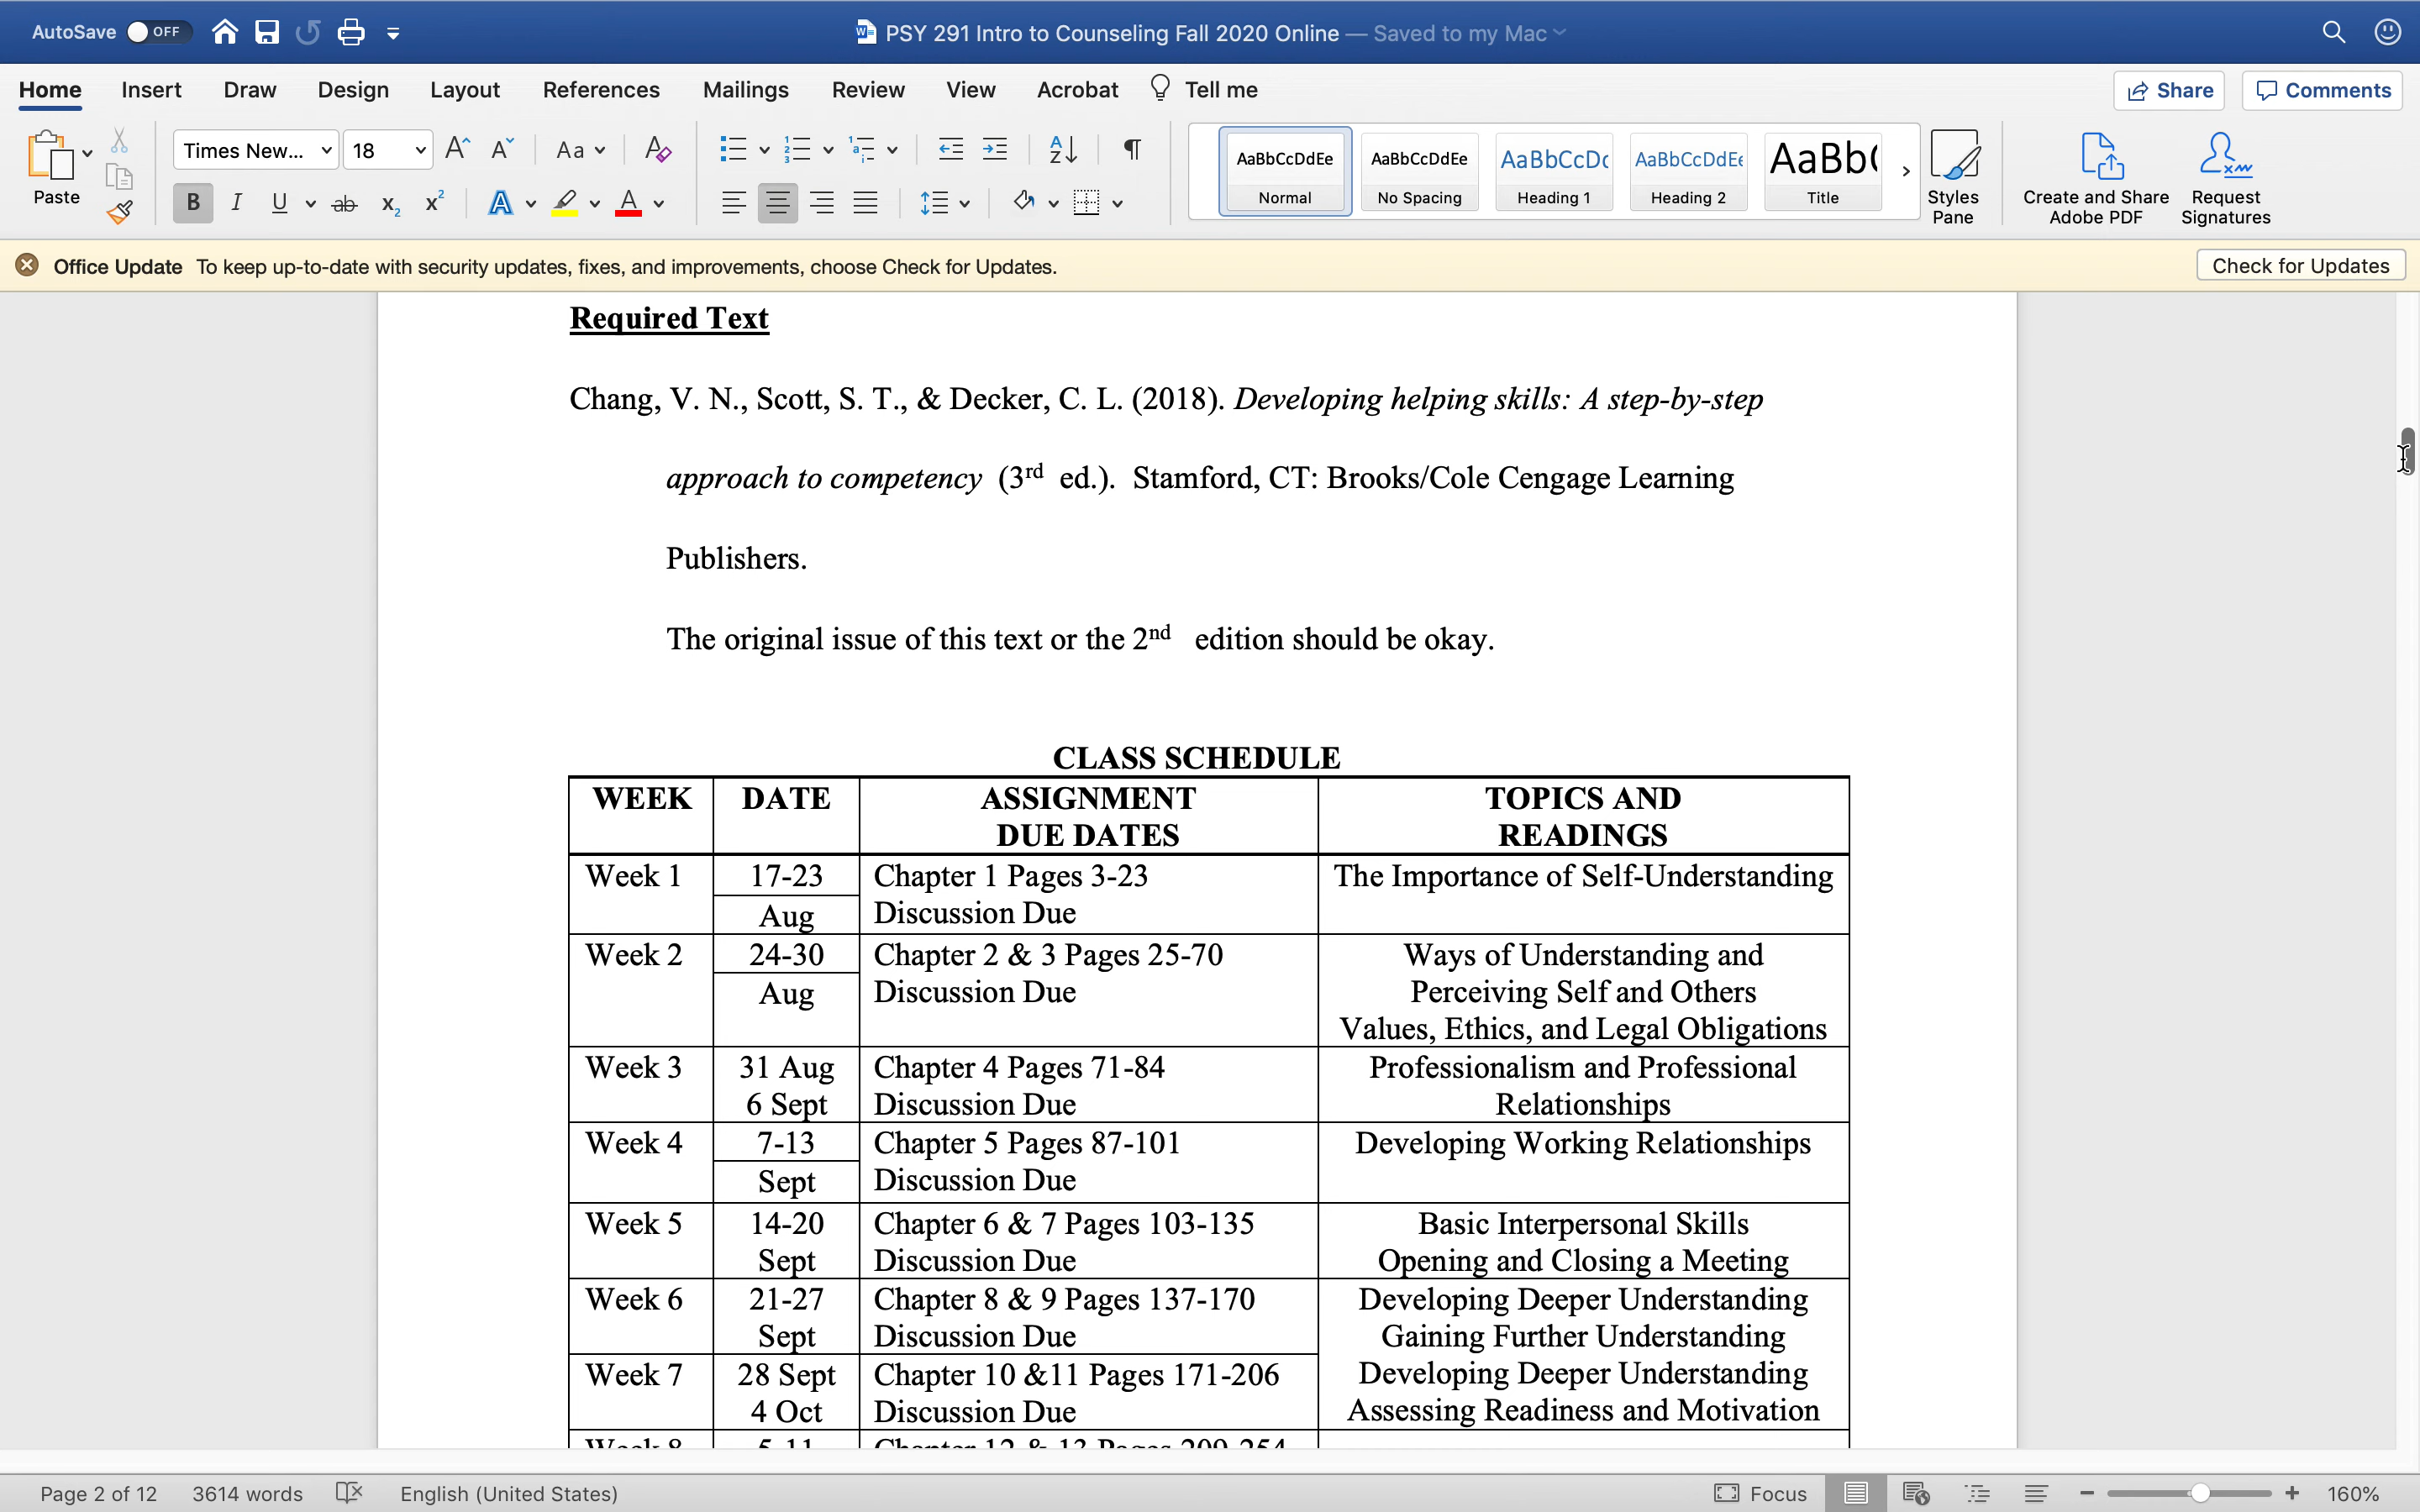 AutoSave OFF
PSY 291 Intro to Counseling Fall 2020 Online — Saved to my Mac
Home Insert Draw Design Layout References Mailings Review View Acrobat Tell me Share Comments
Paste
Times New... 18
AaBbCcDdEe Normal
AaBbCcDdEe No Spacing
AaBbCcDc Heading 1
AaBbCcDdEe Heading 2
AaBb( Title
Styles Pane
Create and Share Adobe PDF
Request Signatures
Office Update To keep up-to-date with security updates, fixes, and improvements, choose Check for Updates. Check for Updates
Required Text
Chang, V. N., Scott, S. T., & Decker, C. L. (2018). Developing helping skills: A step-by-step
approach to competency (3rd ed.). Stamford, CT: Brooks/Cole Cengage Learning
Publishers.
The original issue of this text or the 2nd edition should be okay.
CLASS SCHEDULE
WEEK DATE ASSIGNMENT TOPICS AND
DUE DATES READINGS
Week 1 17-23 Chapter 1 Pages 3-23 The Importance of Self-Understanding
Aug Discussion Due
Week 2 24-30 Chapter 2 & 3 Pages 25-70 Ways of Understanding and
Aug Discussion Due Perceiving Self and Others
Values, Ethics, and Legal Obligations
Week 3 31 Aug Chapter 4 Pages 71-84 Professionalism and Professional
6 Sept Discussion Due Relationships
Week 4 7-13 Chapter 5 Pages 87-101 Developing Working Relationships
Sept Discussion Due
Week 5 14-20 Chapter 6 & 7 Pages 103-135 Basic Interpersonal Skills
Sept Discussion Due Opening and Closing a Meeting
Week 6 21-27 Chapter 8 & 9 Pages 137-170 Developing Deeper Understanding
Sept Discussion Due Gaining Further Understanding
Week 7 28 Sept Chapter 10 &11 Pages 171-206 Developing Deeper Understanding
4 Oct Discussion Due Assessing Readiness and Motivation
Week 8 5-11 Chapter 12 & 13 Pages 209-254
Page 2 of 12 3614 words English (United States) Focus 160%